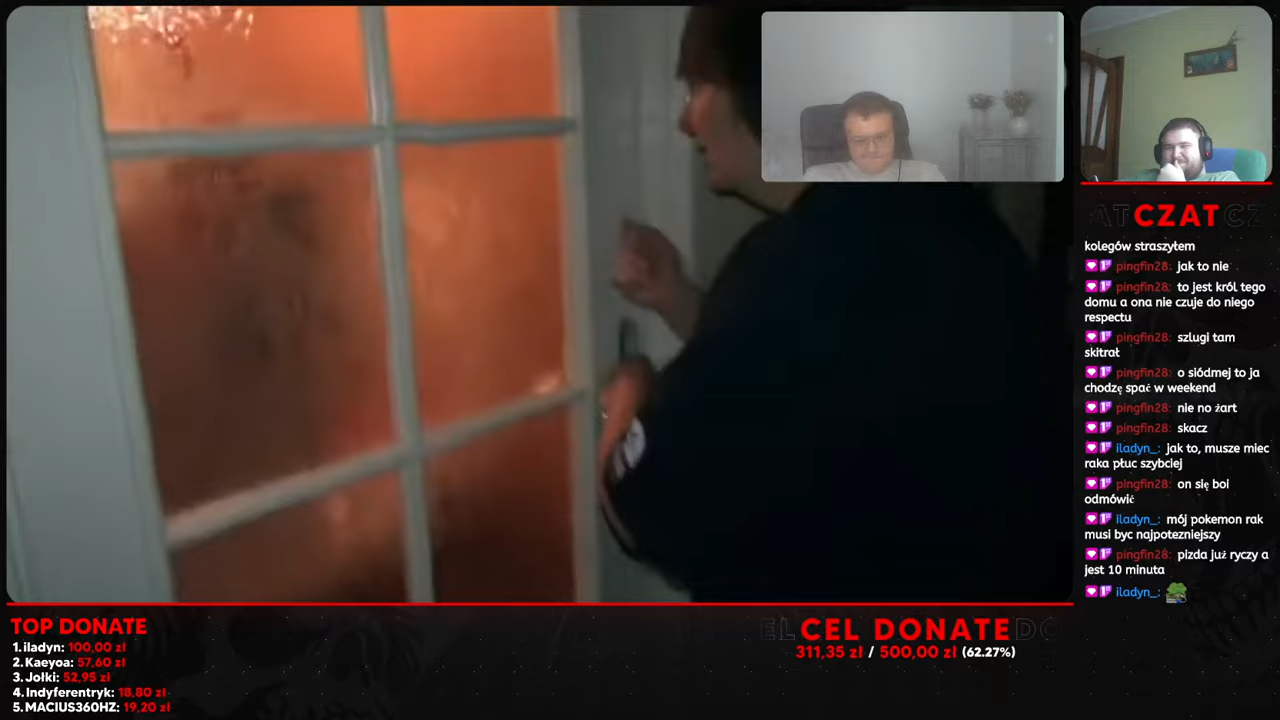 CZAT
kolegów straszyłem
pingfin28: jak to nie
pingfin28: to jest król tego
domu a ona nie czuje do niego
respectu
pingfin28: szlugi tam
skitrał
pingfin28: o siódmej to ja
chodzę spać w weekend
pingfin28: nie no żart
pingfin28: skacz
iladyn_: jak to, musze miec
raka płuc szybciej
pingfin28: on się boi
odmówić
iladyn_: mój pokemon rak
musi byc najpotezniejszy
pingfin28: pizda już ryczy a
jest 10 minuta
iladyn_:
TOP DONATE
1. iladyn: 100,00 zł
2. Kaeyoa: 57,60 zł
3. Jołki: 52,95 zł
4. Indyferentryk: 18,80 zł
5. MACIUS360HZ: 19,20 zł
CEL DONATE
311,35 zł / 500,00 zł (62.27%)